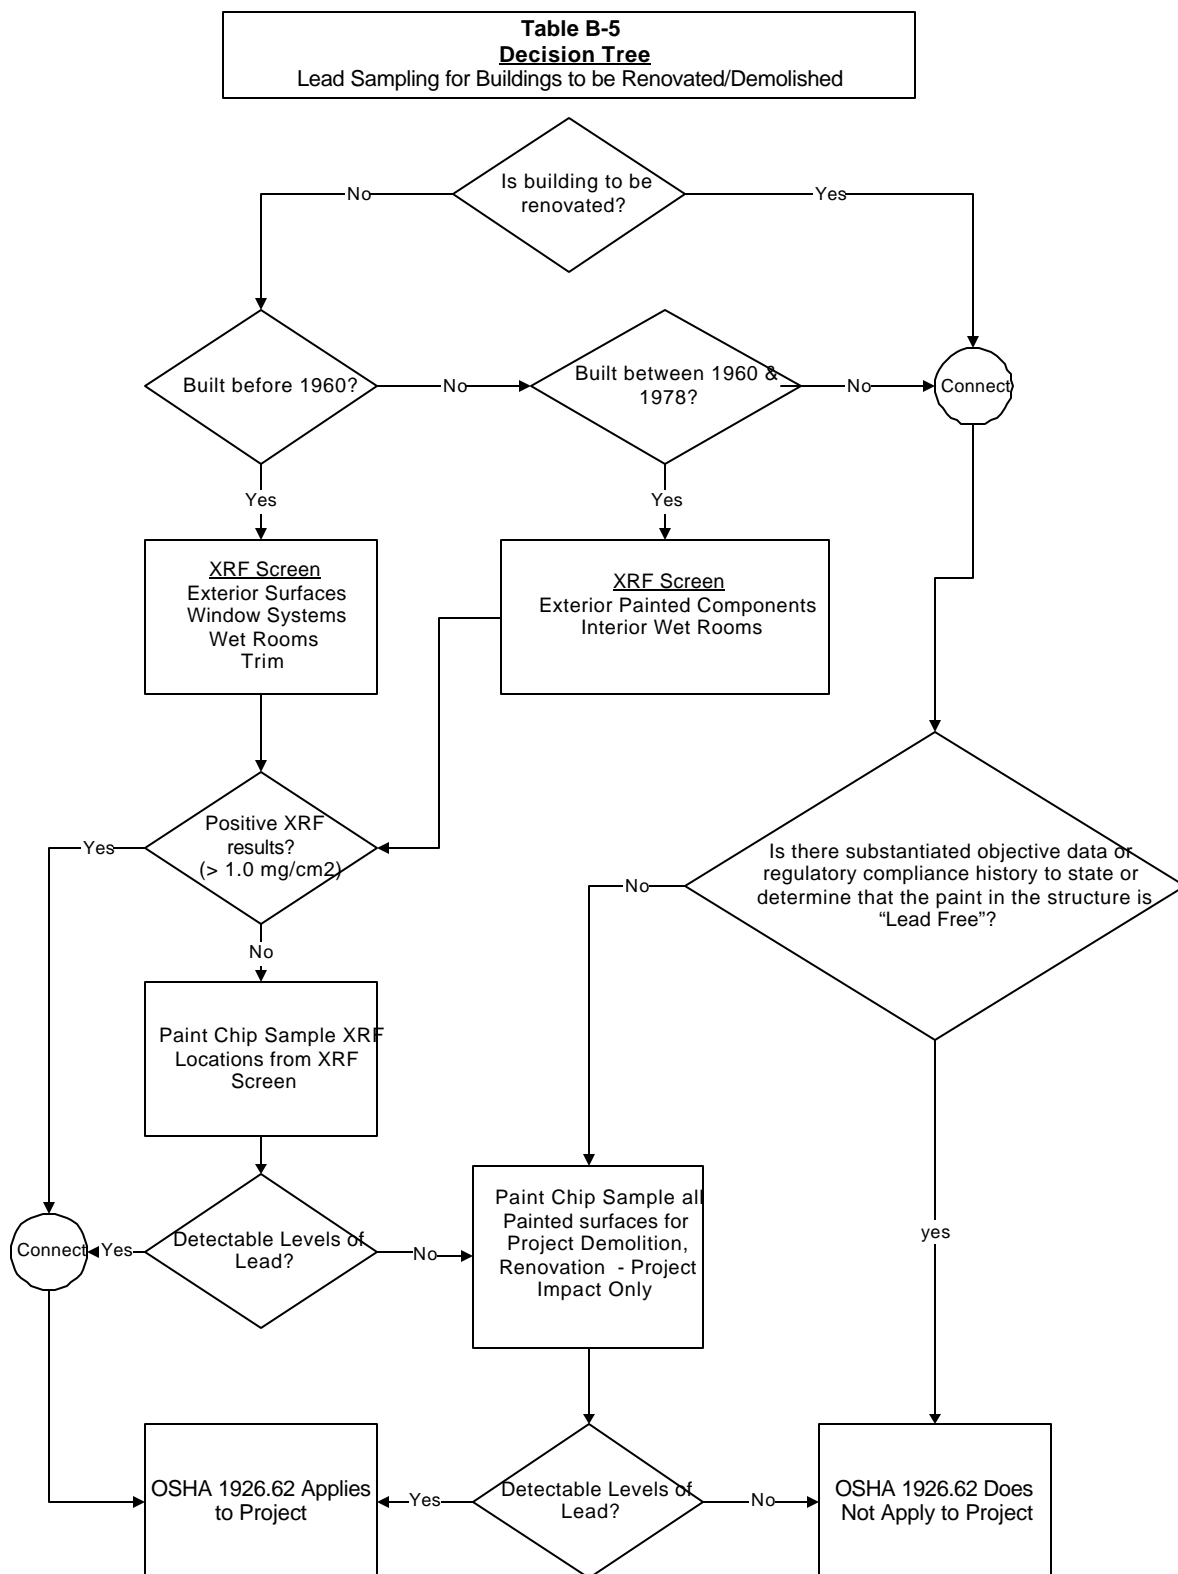 Table B-5
Decision Tree
Lead Sampling for Buildings to be Renovated/Demolished
Is building to be
renovated?
No
Yes
Built before 1960?
No
Built between 1960 &
1978?
No
Connect
Yes
Yes
XRF Screen
Exterior Surfaces
Window Systems
Wet Rooms
Trim
XRF Screen
Exterior Painted Components
Interior Wet Rooms
Positive XRF
results?
(> 1.0 mg/cm2)
Yes
No
Is there substantiated objective data or
regulatory compliance history to state or
determine that the paint in the structure is
“Lead Free”?
No
yes
Paint Chip Sample XRF
Locations from XRF
Screen
Paint Chip Sample all
Painted surfaces for
Project Demolition,
Renovation - Project
Impact Only
Detectable Levels of
Lead?
Yes
Connect
No
OSHA 1926.62 Applies
to Project
Yes
Detectable Levels of
Lead?
No
OSHA 1926.62 Does
Not Apply to Project